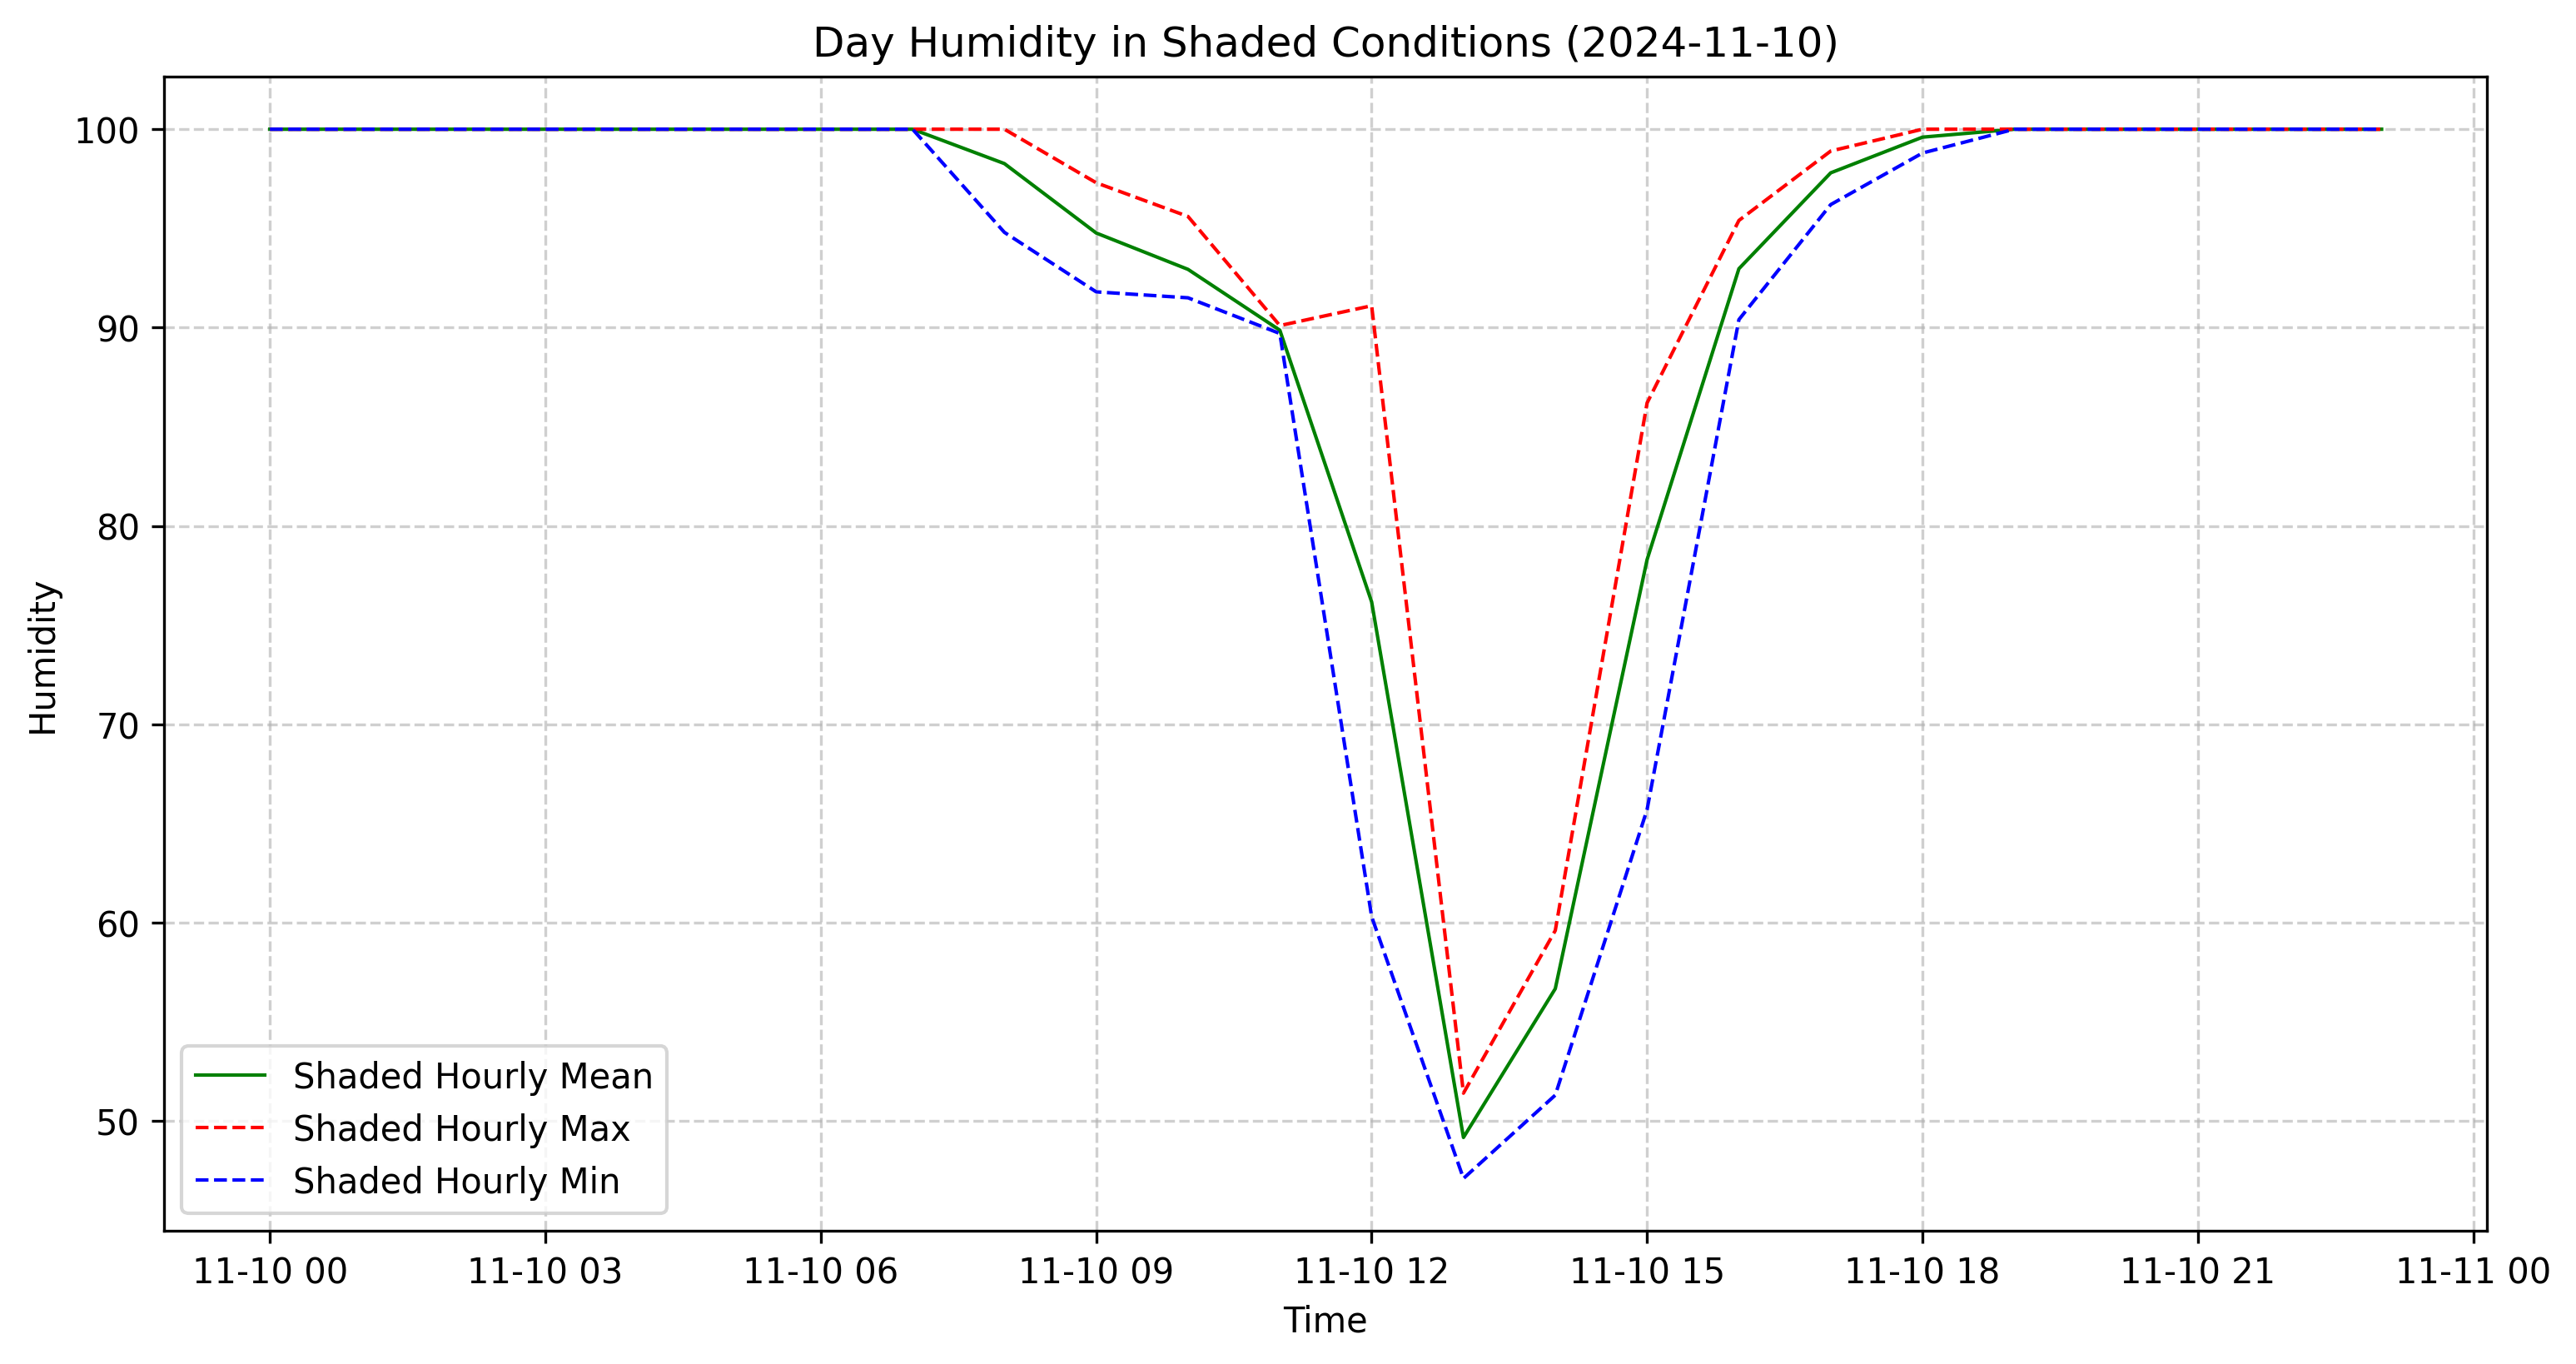 Day Humidity in Shaded Conditions (2024-11-10)
Humidity
100
90
80
70
60
50
Shaded Hourly Mean
Shaded Hourly Max
Shaded Hourly Min
11-10 00
11-10 03
11-10 06
11-10 09
11-10 12
11-10 15
11-10 18
11-10 21
11-11 00
Time